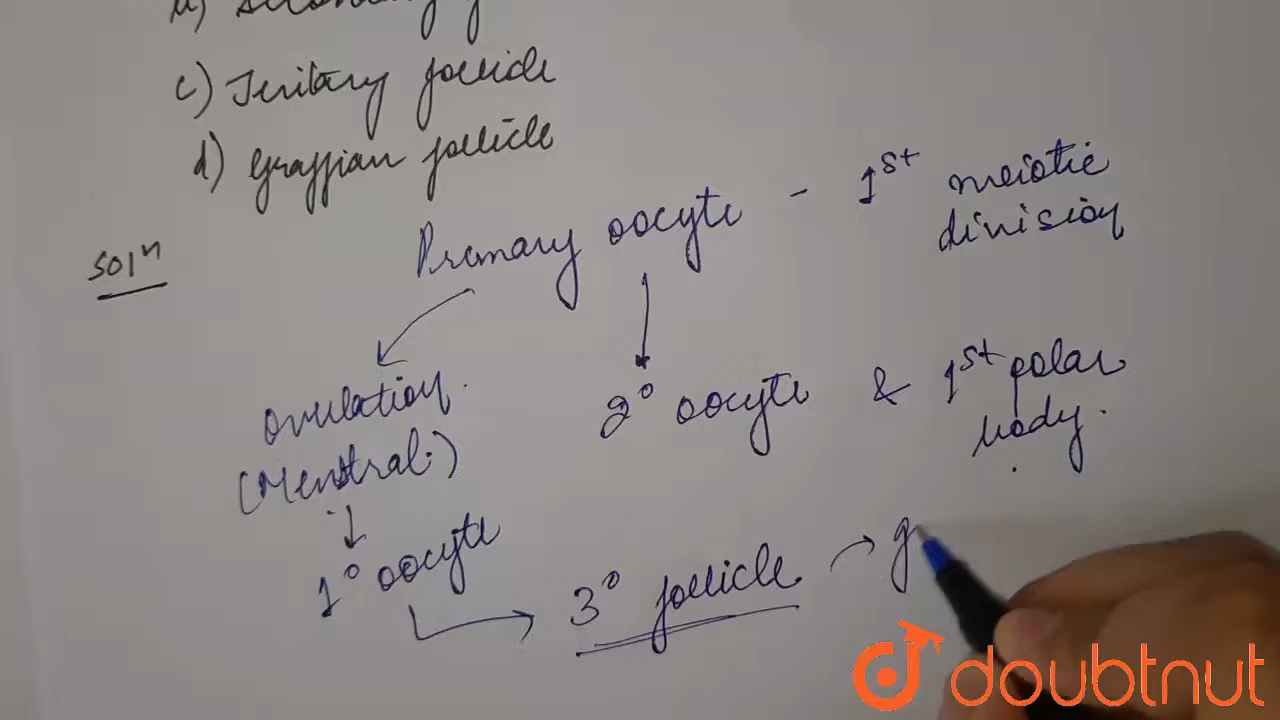 c) Teritary follicle
d) Graffian follicle
Soln
Primary oocyte - 1st meiotic
division
ovulation.
(Menstral.)
2° oocyte & 1st polar
body.
1° oocyte
3° follicle → g
doubtnut